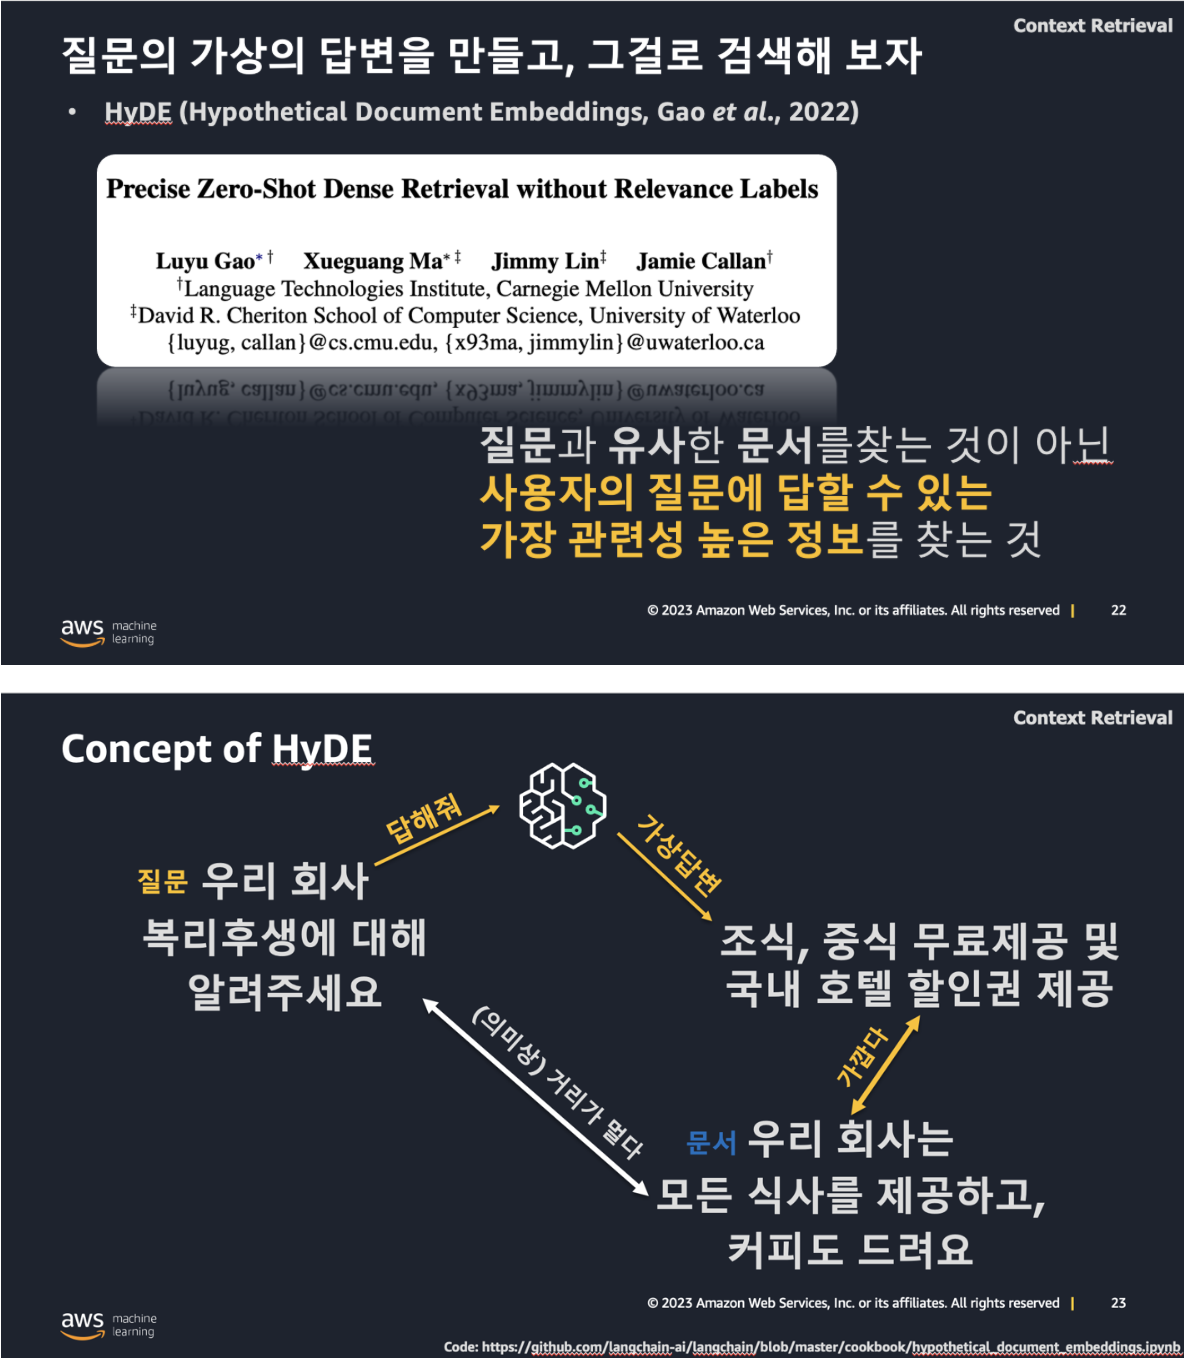 Context Retrieval
질문의 가상의 답변을 만들고, 그걸로 검색해 보자
• HyDE (Hypothetical Document Embeddings, Gao et al., 2022)
Precise Zero-Shot Dense Retrieval without Relevance Labels
Luyu Gao*† Xueguang Ma*‡ Jimmy Lin‡ Jamie Callan†
†Language Technologies Institute, Carnegie Mellon University
‡David R. Cheriton School of Computer Science, University of Waterloo
{luyug, callan}@cs.cmu.edu, {x93ma, jimmylin}@uwaterloo.ca
질문과 유사한 문서를찾는 것이 아닌
사용자의 질문에 답할 수 있는
가장 관련성 높은 정보를 찾는 것
© 2023 Amazon Web Services, Inc. or its affiliates. All rights reserved | 22
aws machine
learning
Context Retrieval
Concept of HyDE
답해줘
가상답변
질문 우리 회사
복리후생에 대해
알려주세요
조식, 중식 무료제공 및
국내 호텔 할인권 제공
(의미상) 거리가 멀다
가깝다
문서 우리 회사는
모든 식사를 제공하고,
커피도 드려요
© 2023 Amazon Web Services, Inc. or its affiliates. All rights reserved | 23
aws machine
learning
Code: https://github.com/langchain-ai/langchain/blob/master/cookbook/hypothetical_document_embeddings.ipynb